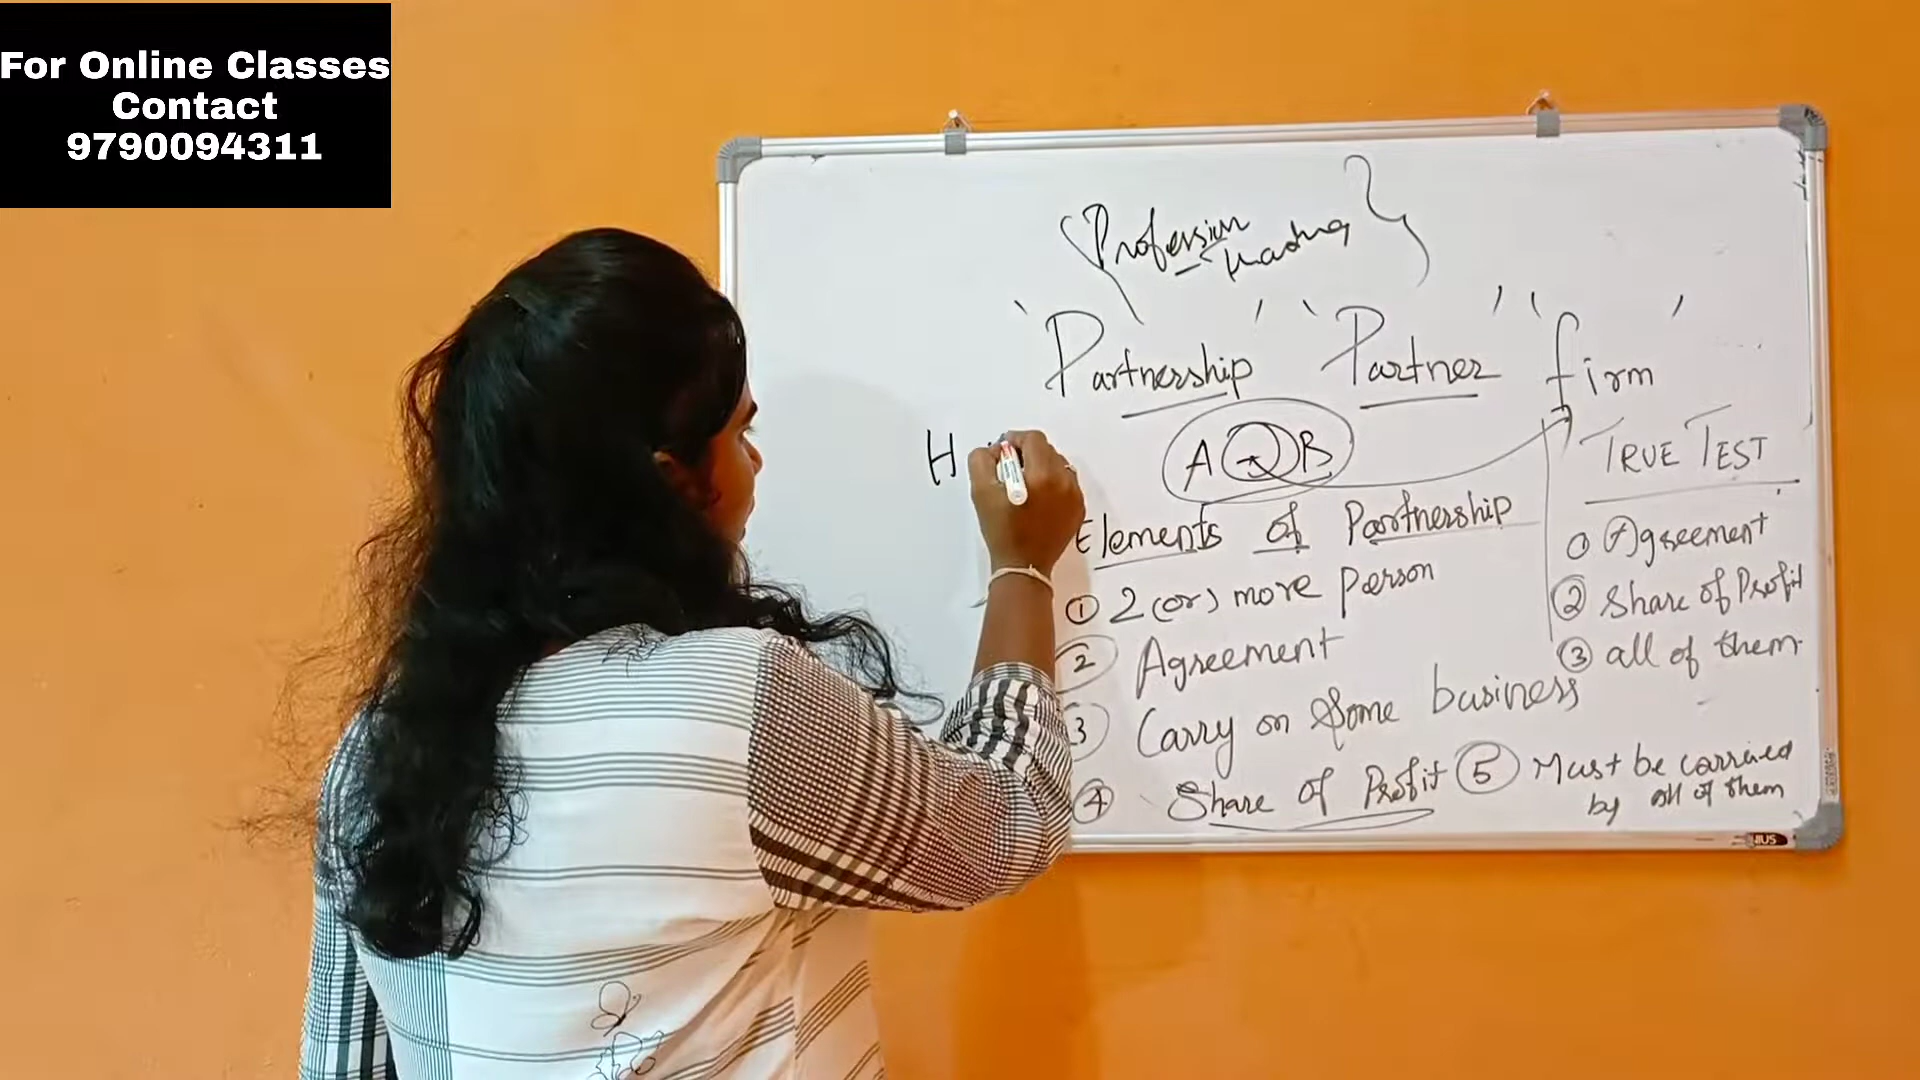 For Online Classes
Contact
9790094311
Profession
trading
'Partnership' 'Partner' 'firm'
A B
H
TRUE TEST
Elements of Partnership
① 2 (or) more person
② Agreement
③ Carry on Some business
④ Share of Profit
⑤ Must be carried
by all of them
① Agreement
② Share of Profit
③ all of them.